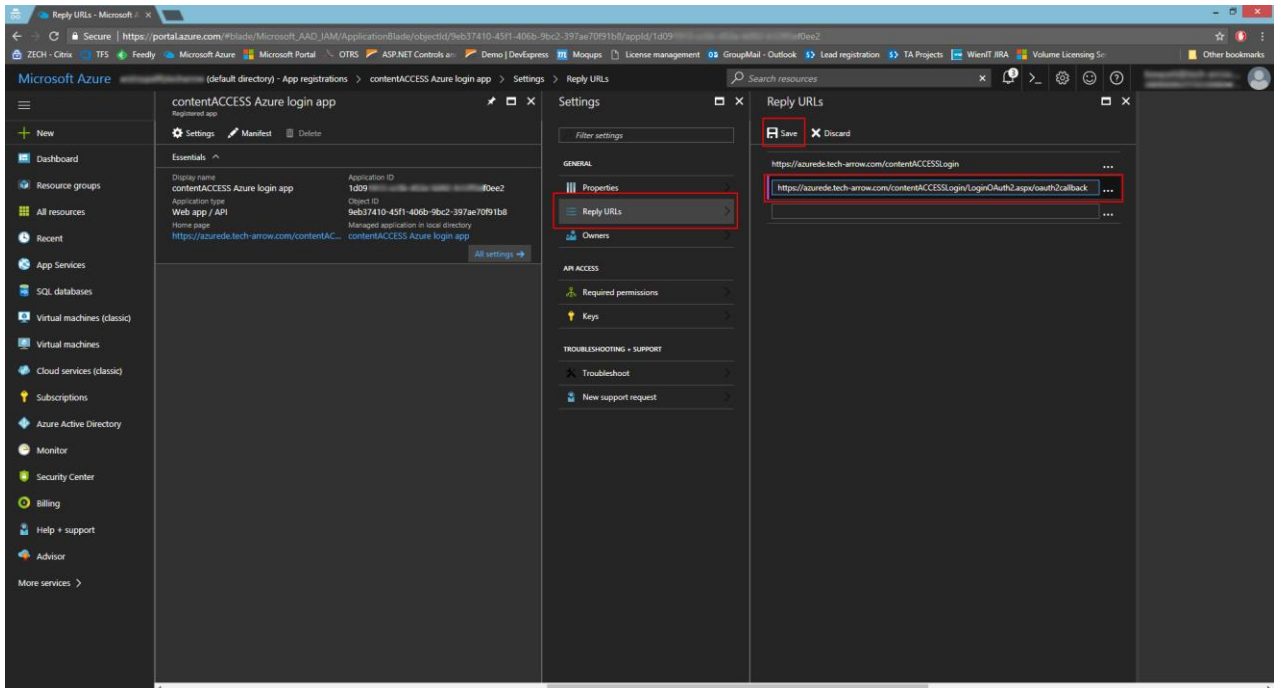 Reply URLs - Microsoft A
Secure | https://portal.azure.com/#blade/Microsoft_AAD_IAM/ApplicationBlade/objectId/9eb37410-45f1-406b-9bc2-397ae70f91b8/appId/1d09 f0ee2
ZECH - Citrix TFS Feedly Microsoft Azure Microsoft Portal OTRS ASP.NET Controls an Demo | DevExpress Moqups License management GroupMail - Outlook Lead registration TA Projects WienIT JIRA Volume Licensing Se Other bookmarks
Microsoft Azure (default directory) - App registrations > contentACCESS Azure login app > Settings > Reply URLs Search resources 3
New
Dashboard
Resource groups
All resources
Recent
App Services
SQL databases
Virtual machines (classic)
Virtual machines
Cloud services (classic)
Subscriptions
Azure Active Directory
Monitor
Security Center
Billing
Help + support
Advisor
More services >
contentACCESS Azure login app
Registered app
Settings Manifest Delete
Essentials
Display name
contentACCESS Azure login app
Application type
Web app / API
Home page
https://azurede.tech-arrow.com/contentAC...
Application ID
1d09 f0ee2
Object ID
9eb37410-45f1-406b-9bc2-397ae70f91b8
Managed application in local directory
contentACCESS Azure login app
All settings →
Settings
Filter settings
GENERAL
Properties
Reply URLs
Owners
API ACCESS
Required permissions
Keys
TROUBLESHOOTING + SUPPORT
Troubleshoot
New support request
Reply URLs
Save Discard
https://azurede.tech-arrow.com/contentACCESSLogin ...
https://azurede.tech-arrow.com/contentACCESSLogin/LoginOAuth2.aspx/oauth2callback ...
...